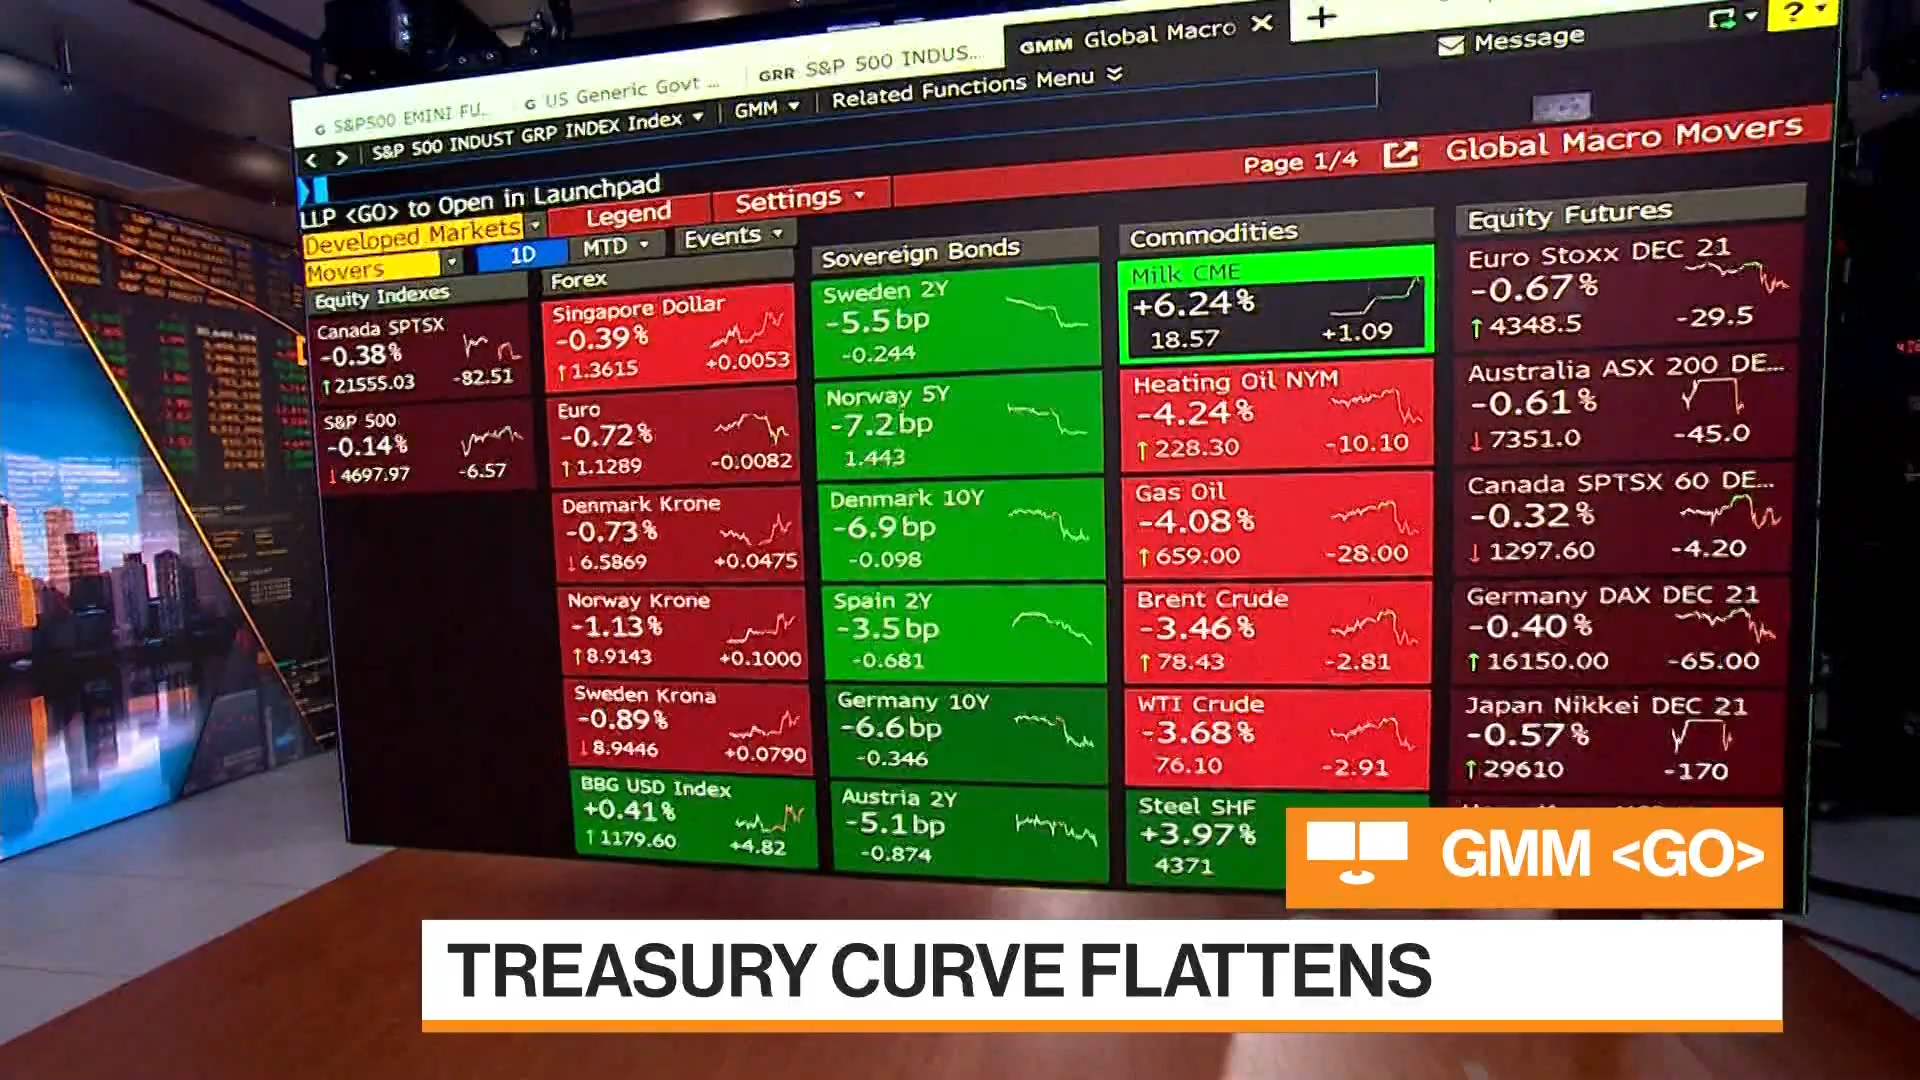 G S&P500 EMINI FU...
G US Generic Govt ...
GRR S&P 500 INDUS...
GMM Global Macro X +
< > S&P 500 INDUST GRP INDEX Index GMM Related Functions Menu
Message
?
LLP <GO> to Open in Launchpad
Page 1/4 Global Macro Movers
Developed Markets Legend Settings
Movers 1D MTD Events
Equity Indexes
Canada SPTSX
-0.38%
↑21555.03 -82.51
S&P 500
-0.14%
↓4697.97 -6.57
Forex
Singapore Dollar
-0.39%
↑1.3615 +0.0053
Euro
-0.72%
↑1.1289 -0.0082
Denmark Krone
-0.73%
↓6.5869 +0.0475
Norway Krone
-1.13%
↑8.9143 +0.1000
Sweden Krona
-0.89%
↓8.9446 +0.0790
BBG USD Index
+0.41%
↑1179.60 +4.82
Sovereign Bonds
Sweden 2Y
-5.5bp
-0.244
Norway 5Y
-7.2bp
1.443
Denmark 10Y
-6.9bp
-0.098
Spain 2Y
-3.5bp
-0.681
Germany 10Y
-6.6bp
-0.346
Austria 2Y
-5.1bp
-0.874
Commodities
Milk CME
+6.24%
18.57 +1.09
Heating Oil NYM
-4.24%
↑228.30 -10.10
Gas Oil
-4.08%
↑659.00 -28.00
Brent Crude
-3.46%
↑78.43 -2.81
WTI Crude
-3.68%
76.10 -2.91
Steel SHF
+3.97%
4371
Equity Futures
Euro Stoxx DEC 21
-0.67%
↑4348.5 -29.5
Australia ASX 200 DE...
-0.61%
↓7351.0 -45.0
Canada SPTSX 60 DE...
-0.32%
↓1297.60 -4.20
Germany DAX DEC 21
-0.40%
↑16150.00 -65.00
Japan Nikkei DEC 21
-0.57%
↑29610 -170
GMM <GO>
TREASURY CURVE FLATTENS